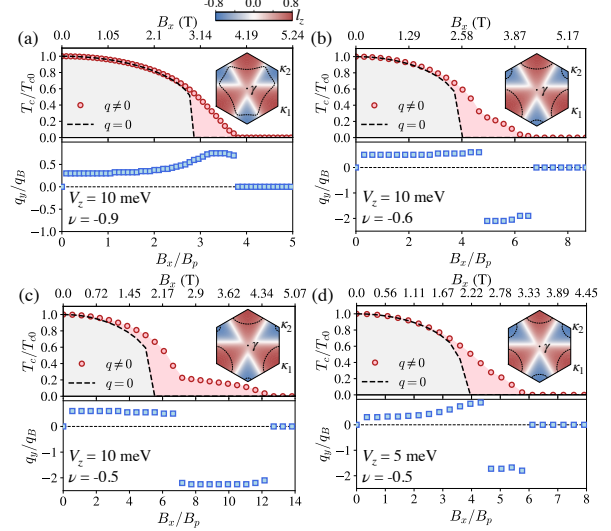 -0.8 0.8 l_z
(a) B_x (T)
0.0 1.05 2.1 3.14 4.19 5.24
T_c/T_c0
1.0
0.8
0.6
0.4
0.2
0.0
q≠0
q=0
κ_2
γ
κ_1
q_y/q_B
0.5
0.0
−0.5
−1.0
V_z = 10 meV
ν = -0.9
0 1 2 3 4 5
B_x/B_p
(b) B_x (T)
0.0 1.29 2.58 3.87 5.17
T_c/T_c0
1.0
0.8
0.6
0.4
0.2
0.0
q≠0
q=0
κ_2
γ
κ_1
q_y/q_B
0
−1
−2
V_z = 10 meV
ν = -0.6
0 2 4 6 8
B_x/B_p
(c) B_x (T)
0.0 0.72 1.45 2.17 2.9 3.62 4.34 5.07
T_c/T_c0
1.0
0.8
0.6
0.4
0.2
0.0
q≠0
q=0
κ_2
γ
κ_1
q_y/q_B
0
−1
−2
V_z = 10 meV
ν = -0.5
0 2 4 6 8 10 12 14
B_x/B_p
(d) B_x (T)
0.0 0.56 1.11 1.67 2.22 2.78 3.34 3.89 4.45
T_c/T_c0
1.0
0.8
0.6
0.4
0.2
0.0
q≠0
q=0
κ_2
γ
κ_1
q_y/q_B
0
−1
−2
V_z = 5 meV
ν = -0.5
0 1 2 3 4 5 6 7 8
B_x/B_p